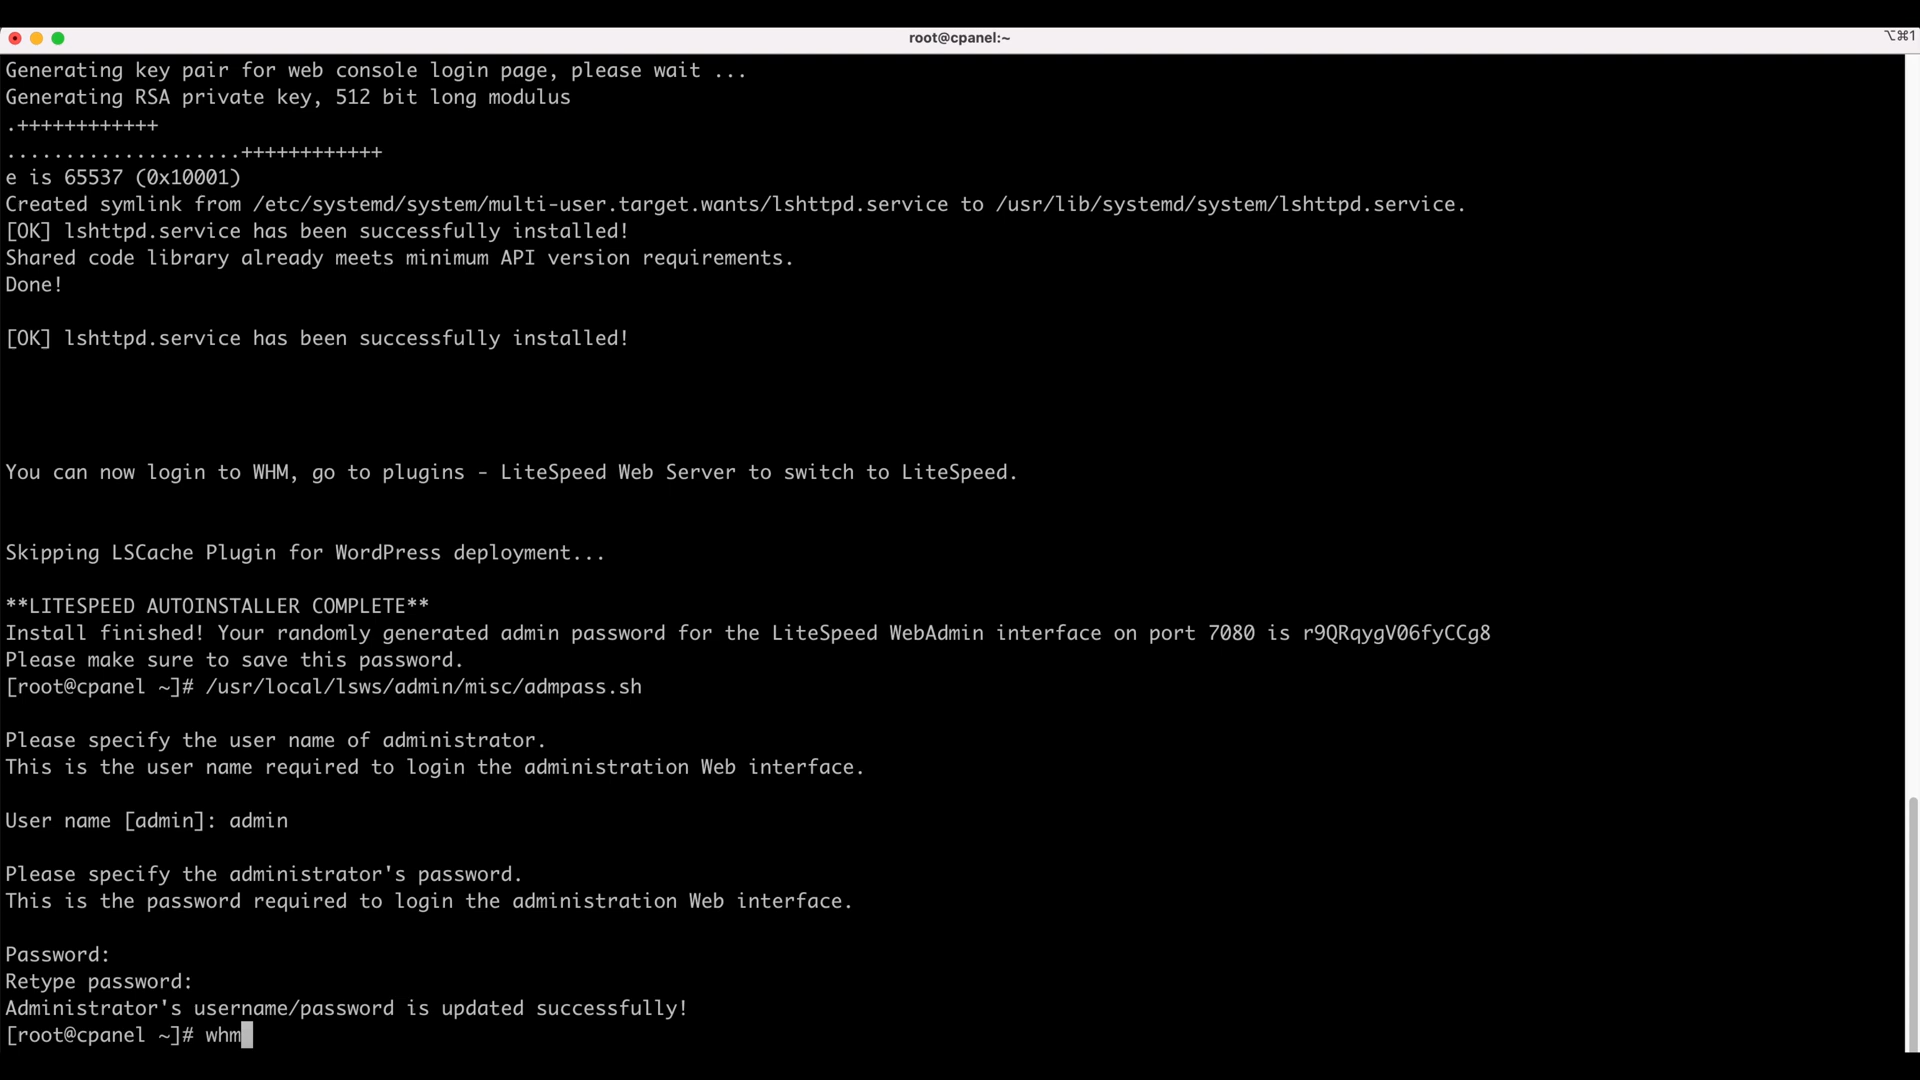 root@cpanel:~
⌥⌘1
Generating key pair for web console login page, please wait ...
Generating RSA private key, 512 bit long modulus
.++++++++++++
....................++++++++++++
e is 65537 (0x10001)
Created symlink from /etc/systemd/system/multi-user.target.wants/lshttpd.service to /usr/lib/systemd/system/lshttpd.service.
[OK] lshttpd.service has been successfully installed!
Shared code library already meets minimum API version requirements.
Done!
[OK] lshttpd.service has been successfully installed!
You can now login to WHM, go to plugins - LiteSpeed Web Server to switch to LiteSpeed.
Skipping LSCache Plugin for WordPress deployment...
**LITESPEED AUTOINSTALLER COMPLETE**
Install finished! Your randomly generated admin password for the LiteSpeed WebAdmin interface on port 7080 is r9QRqygV06fyCCg8
Please make sure to save this password.
[root@cpanel ~]# /usr/local/lsws/admin/misc/admpass.sh
Please specify the user name of administrator.
This is the user name required to login the administration Web interface.
User name [admin]: admin
Please specify the administrator's password.
This is the password required to login the administration Web interface.
Password:
Retype password:
Administrator's username/password is updated successfully!
[root@cpanel ~]# whm